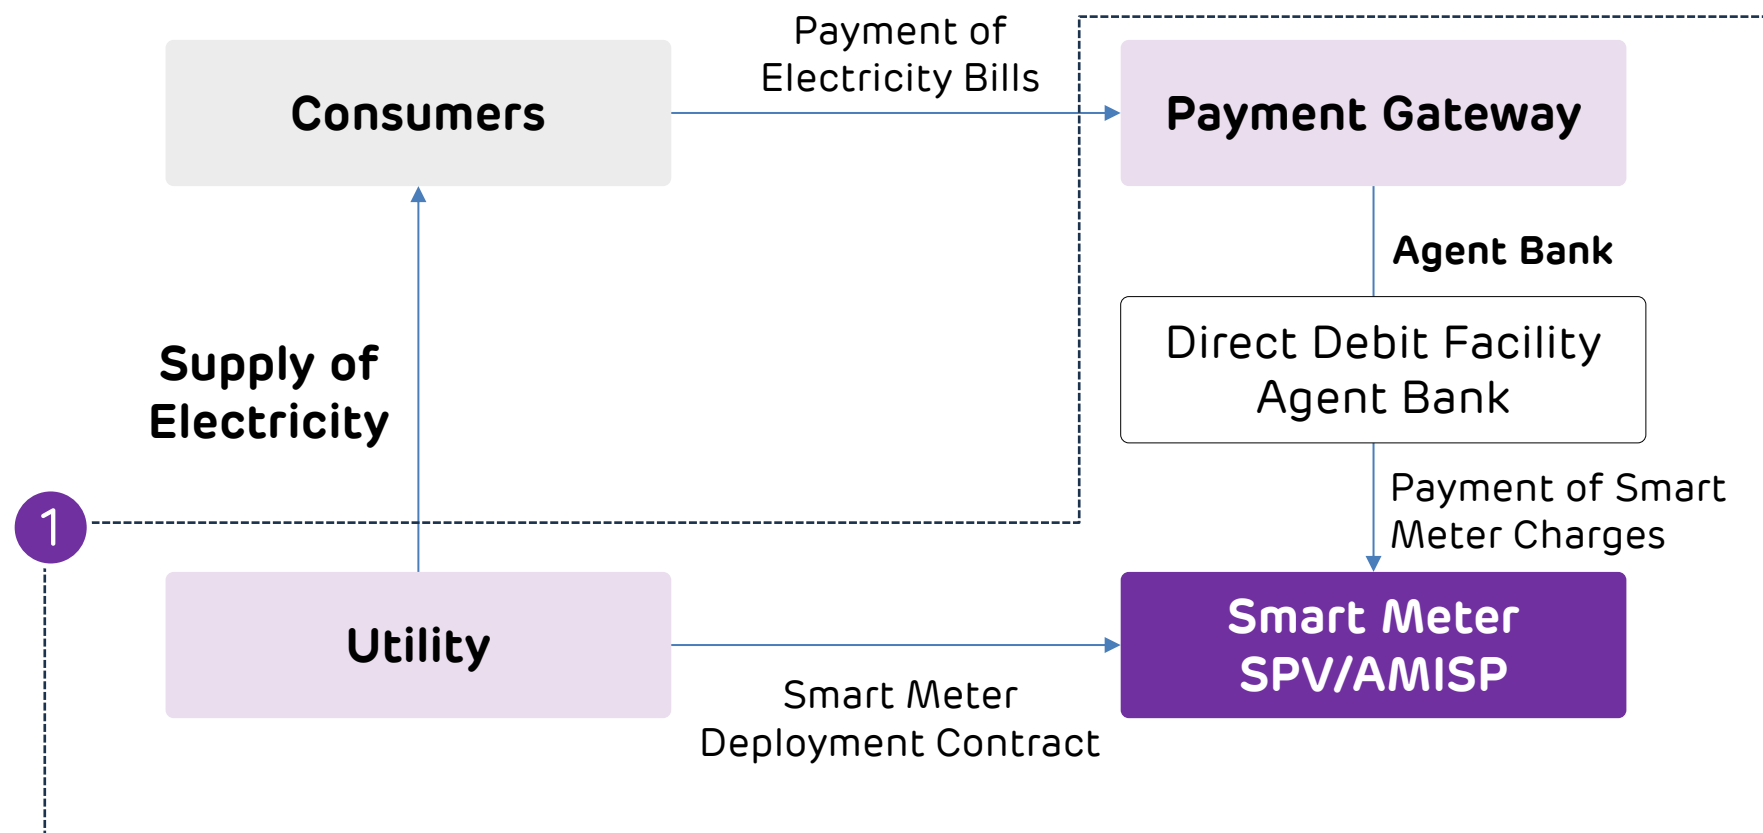 Payment of
Electricity Bills
Consumers
Payment Gateway
Agent Bank
Direct Debit Facility
Agent Bank
Supply of
Electricity
Payment of Smart
Meter Charges
1
Utility
Smart Meter
SPV/AMISP
Smart Meter
Deployment Contract